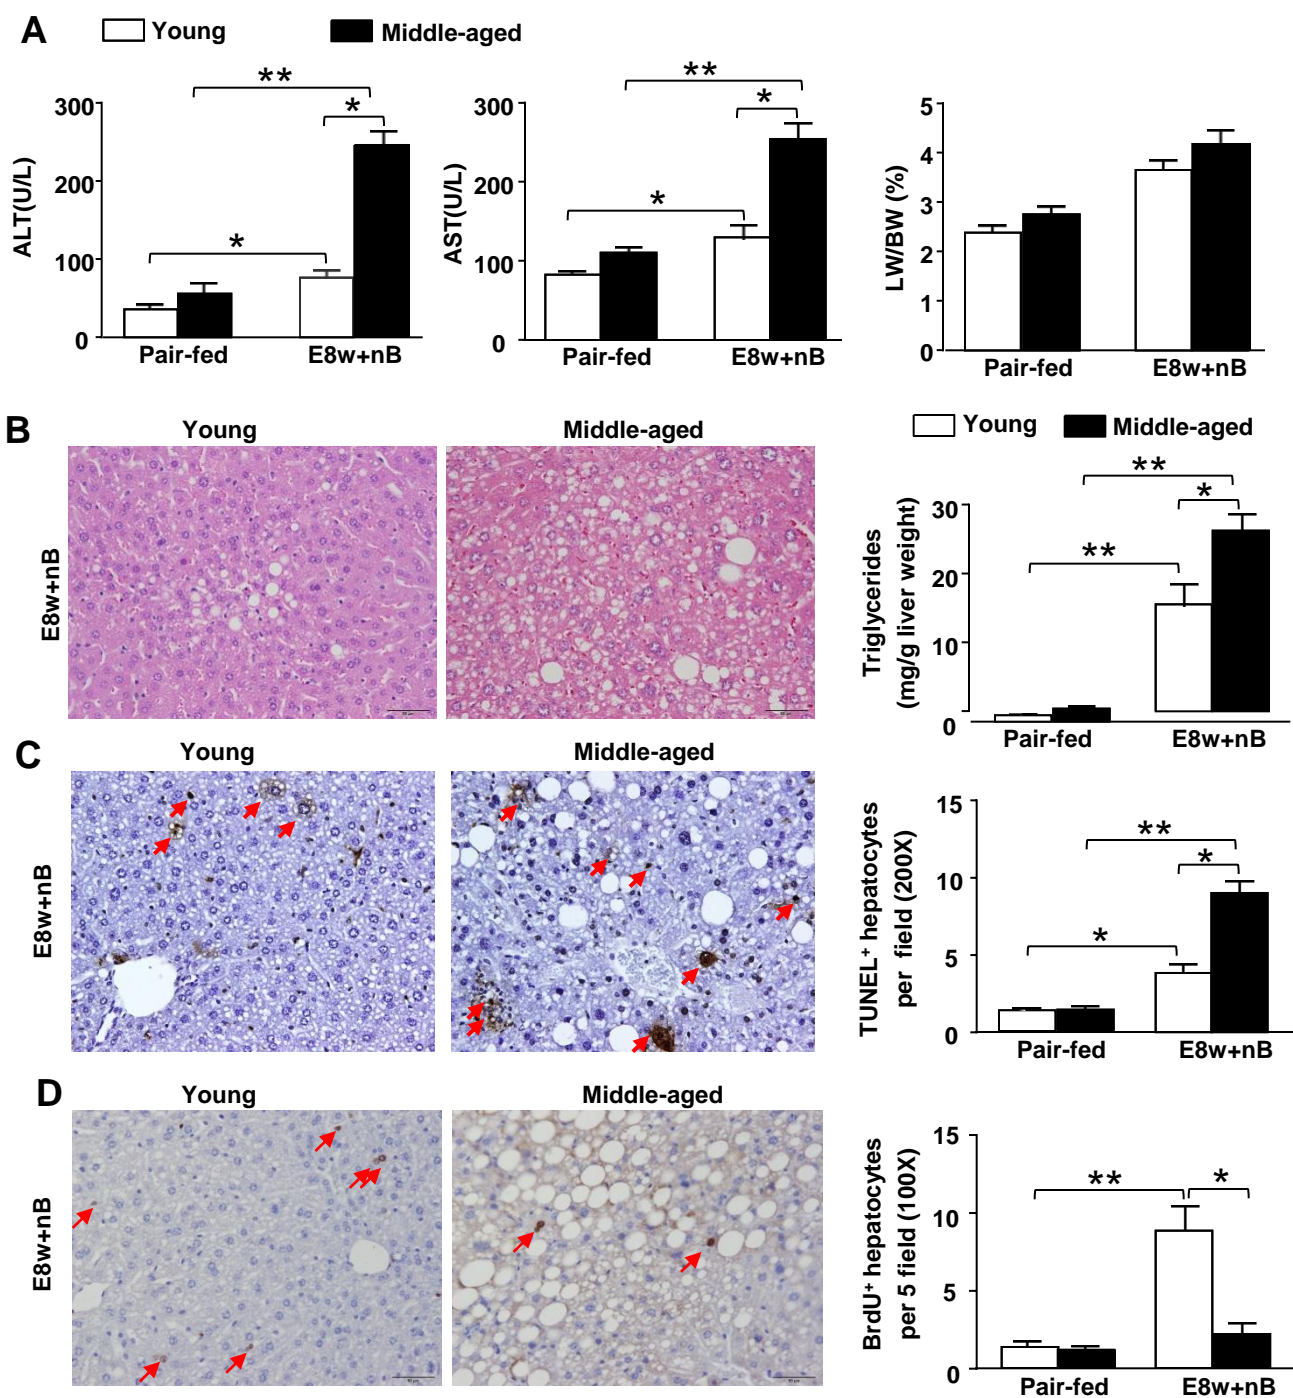 A
Young
Middle-aged
**
*
*
300
200
100
0
ALT(U/L)
Pair-fed
E8w+nB
**
*
*
300
200
100
0
AST(U/L)
Pair-fed
E8w+nB
5
4
3
2
1
0
LW/BW (%)
Pair-fed
E8w+nB
B
Young
Middle-aged
E8w+nB
Young
Middle-aged
**
*
**
30
20
10
0
Triglycerides
(mg/g liver weight)
Pair-fed
E8w+nB
C
Young
Middle-aged
E8w+nB
**
*
*
15
10
5
0
TUNEL⁺ hepatocytes
per field (200X)
Pair-fed
E8w+nB
D
Young
Middle-aged
E8w+nB
**
*
15
10
5
0
BrdU⁺ hepatocytes
per 5 field (100X)
Pair-fed
E8w+nB